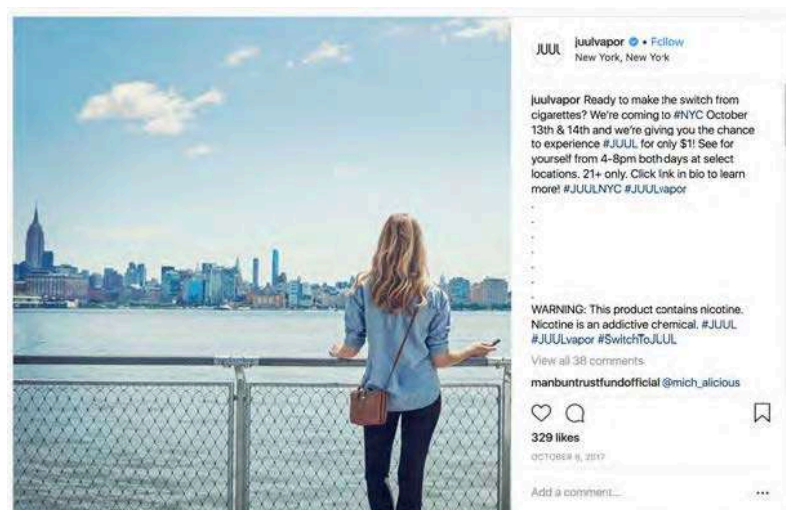 JUUL
juulvapor • Follow
New York, New York
juulvapor Ready to make the switch from
cigarettes? We're coming to #NYC October
13th & 14th and we're giving you the chance
to experience #JUUL for only $1! See for
yourself from 4-8pm both days at select
locations. 21+ only. Click link in bio to learn
more! #JUULNYC #JUULvapor
.
.
.
.
.
.
.
WARNING: This product contains nicotine.
Nicotine is an addictive chemical. #JUUL
#JUULvapor #SwitchToJUUL
View all 38 comments
manbuntrustfundofficial @mich_alicious
329 likes
OCTOBER 6, 2017
Add a comment...